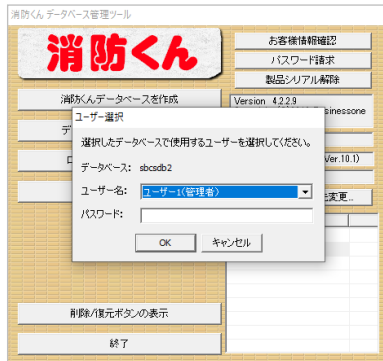 消防くん データベース管理ツール
消防くん
お客様情報確認
パスワード請求
製品シリアル解除
消防くんデータベースを作成
Version 4.2.2.9
sinessone
ユーザー選択
選択したデータベースで使用するユーザーを選択してください。
データベース: sbcsdb2
Ver.10.1)
ユーザー名: ユーザー1(管理者)
変更...
パスワード:
OK キャンセル
削除/復元ボタンの表示
終了